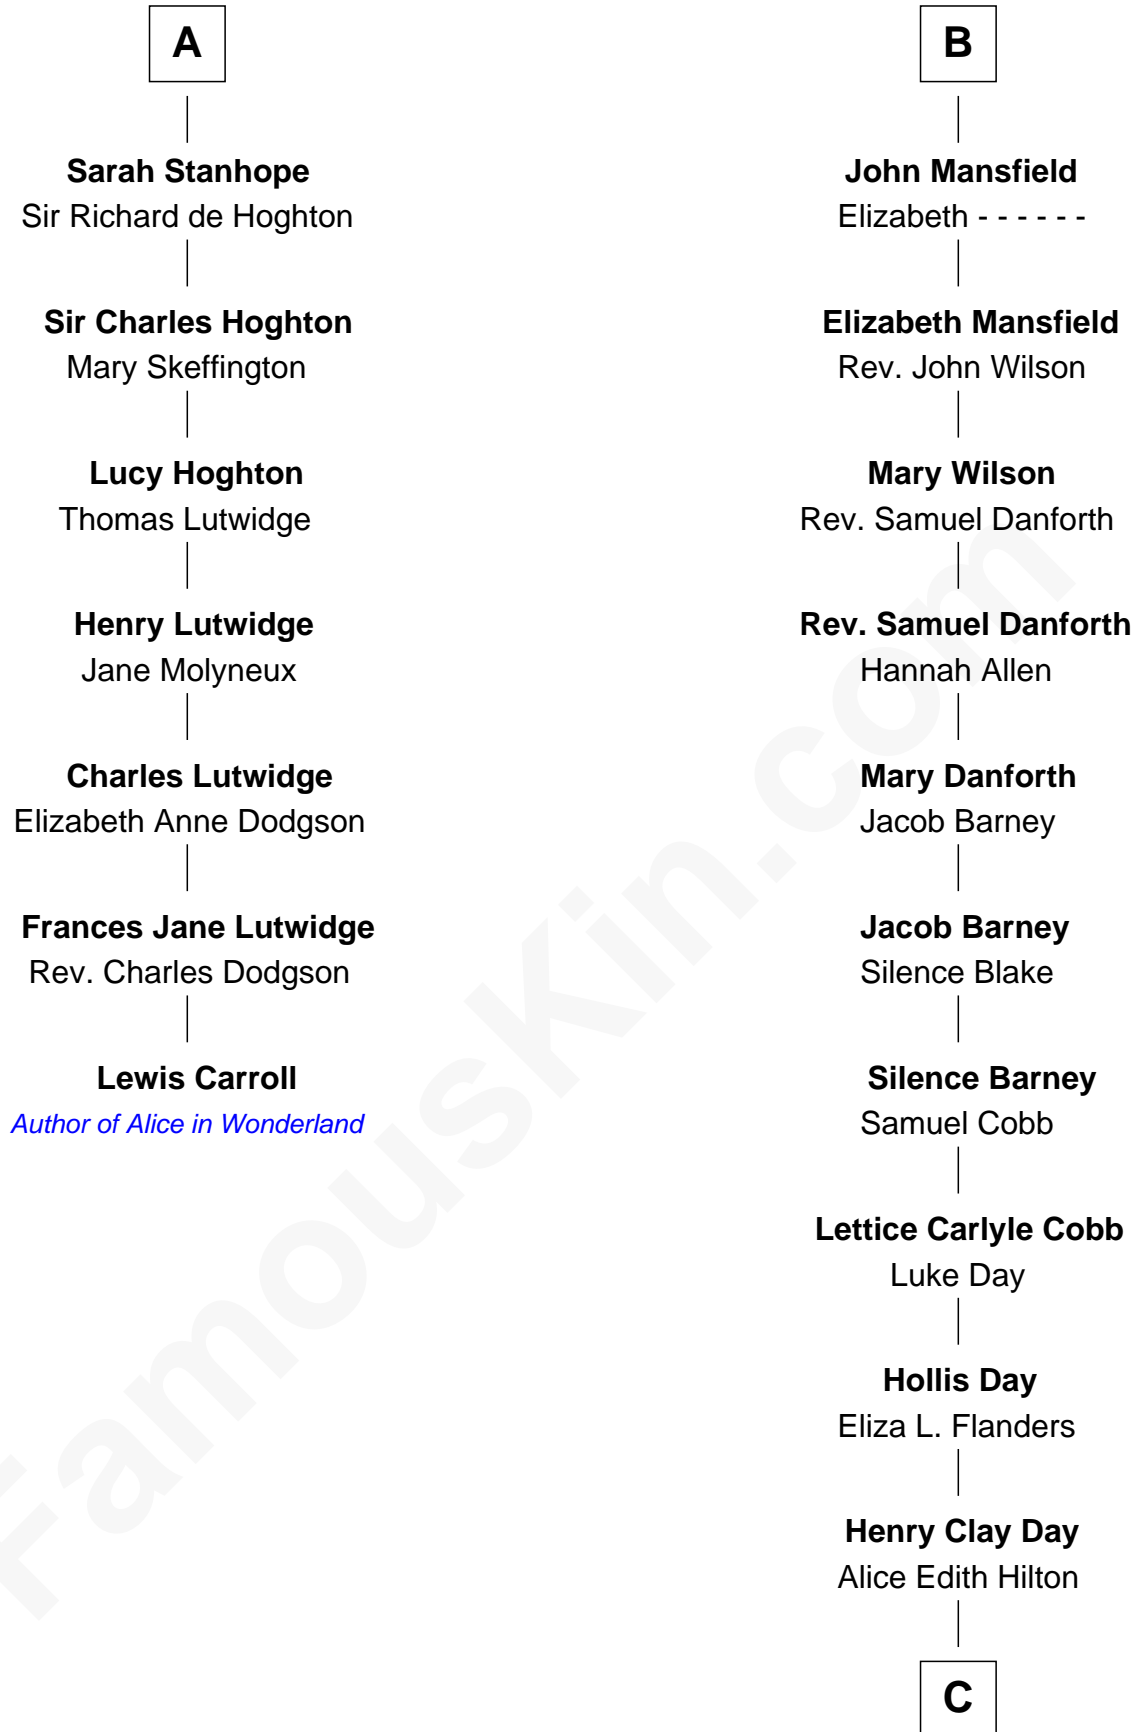 A
Sarah Stanhope
Sir Richard de Hoghton
Sir Charles Hoghton
Mary Skeffington
Lucy Hoghton
Thomas Lutwidge
Henry Lutwidge
Jane Molyneux
Charles Lutwidge
Elizabeth Anne Dodgson
Frances Jane Lutwidge
Rev. Charles Dodgson
Lewis Carroll
Author of Alice in Wonderland
B
John Mansfield
Elizabeth - - - - - -
Elizabeth Mansfield
Rev. John Wilson
Mary Wilson
Rev. Samuel Danforth
Rev. Samuel Danforth
Hannah Allen
Mary Danforth
Jacob Barney
Jacob Barney
Silence Blake
Silence Barney
Samuel Cobb
Lettice Carlyle Cobb
Luke Day
Hollis Day
Eliza L. Flanders
Henry Clay Day
Alice Edith Hilton
C
FamousKin.com